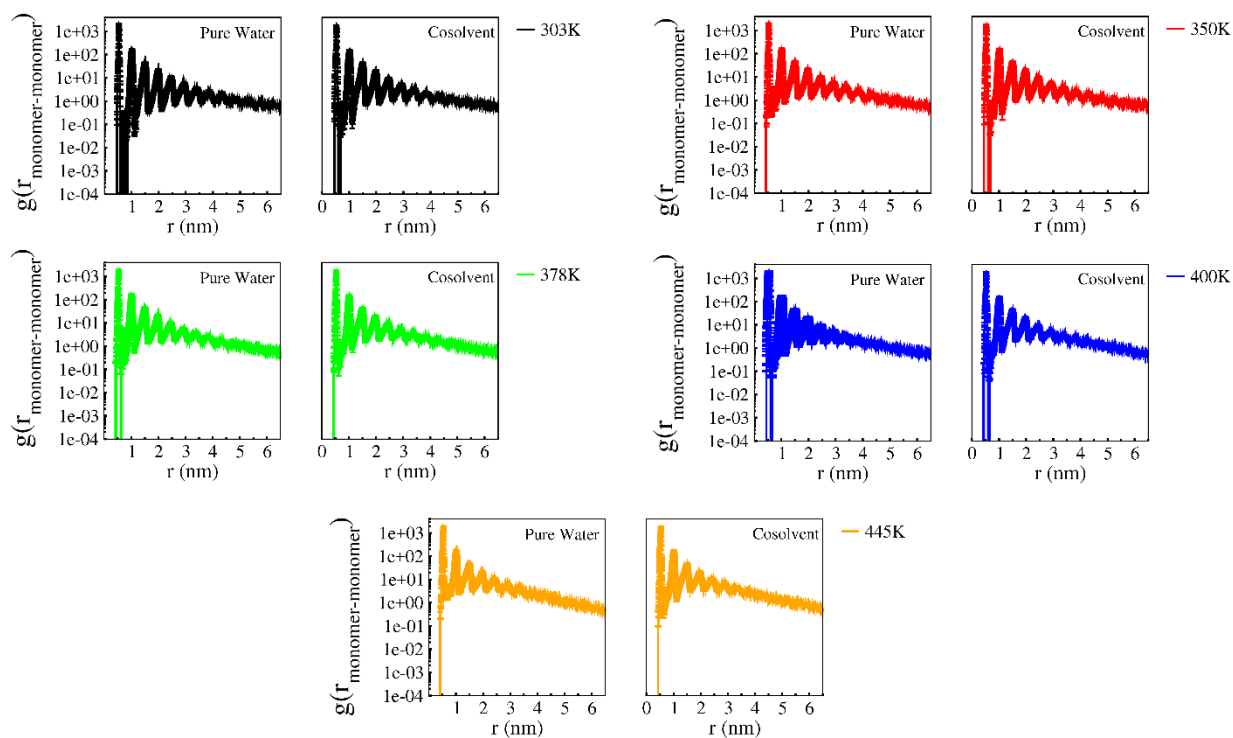 Pure Water
Cosolvent
303K
1e+03
1e+02
1e+01
1e+00
1e-01
1e-02
1e-03
1e-04
g(r monomer-monomer)
1 2 3 4 5 6
0 1 2 3 4 5 6
r (nm)
r (nm)
Pure Water
Cosolvent
350K
1e+03
1e+02
1e+01
1e+00
1e-01
1e-02
1e-03
1e-04
g(r monomer-monomer)
1 2 3 4 5 6
0 1 2 3 4 5 6
r (nm)
r (nm)
Pure Water
Cosolvent
378K
1e+03
1e+02
1e+01
1e+00
1e-01
1e-02
1e-03
1e-04
g(r monomer-monomer)
1 2 3 4 5 6
0 1 2 3 4 5 6
r (nm)
r (nm)
Pure Water
Cosolvent
400K
1e+03
1e+02
1e+01
1e+00
1e-01
1e-02
1e-03
1e-04
g(r monomer-monomer)
1 2 3 4 5 6
0 1 2 3 4 5 6
r (nm)
r (nm)
Pure Water
Cosolvent
445K
1e+03
1e+02
1e+01
1e+00
1e-01
1e-02
1e-03
1e-04
g(r monomer-monomer)
1 2 3 4 5 6
0 1 2 3 4 5 6
r (nm)
r (nm)